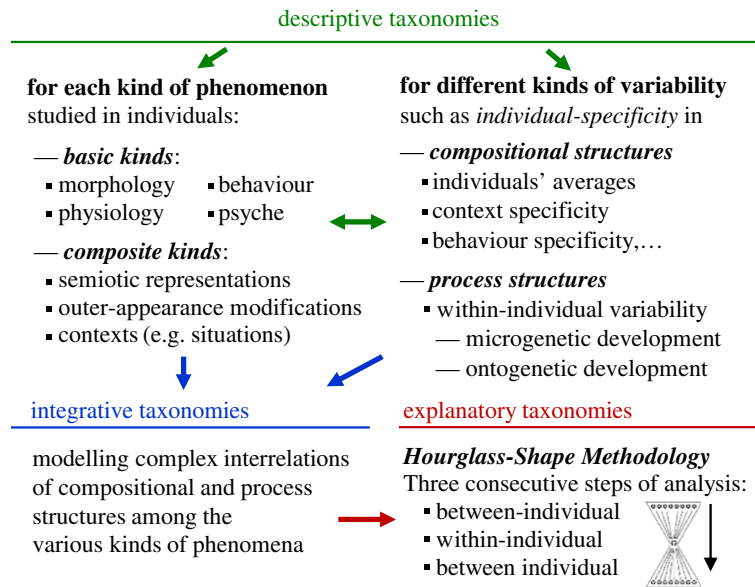 descriptive taxonomies
for each kind of phenomenon
studied in individuals:
— basic kinds:
▪ morphology ▪ behaviour
▪ physiology ▪ psyche
— composite kinds:
▪ semiotic representations
▪ outer-appearance modifications
▪ contexts (e.g. situations)
for different kinds of variability
such as individual-specificity in
— compositional structures
▪ individuals' averages
▪ context specificity
▪ behaviour specificity,…
— process structures
▪ within-individual variability
— microgenetic development
— ontogenetic development
integrative taxonomies
modelling complex interrelations
of compositional and process
structures among the
various kinds of phenomena
explanatory taxonomies
Hourglass-Shape Methodology
Three consecutive steps of analysis:
▪ between-individual
▪ within-individual
▪ between individual